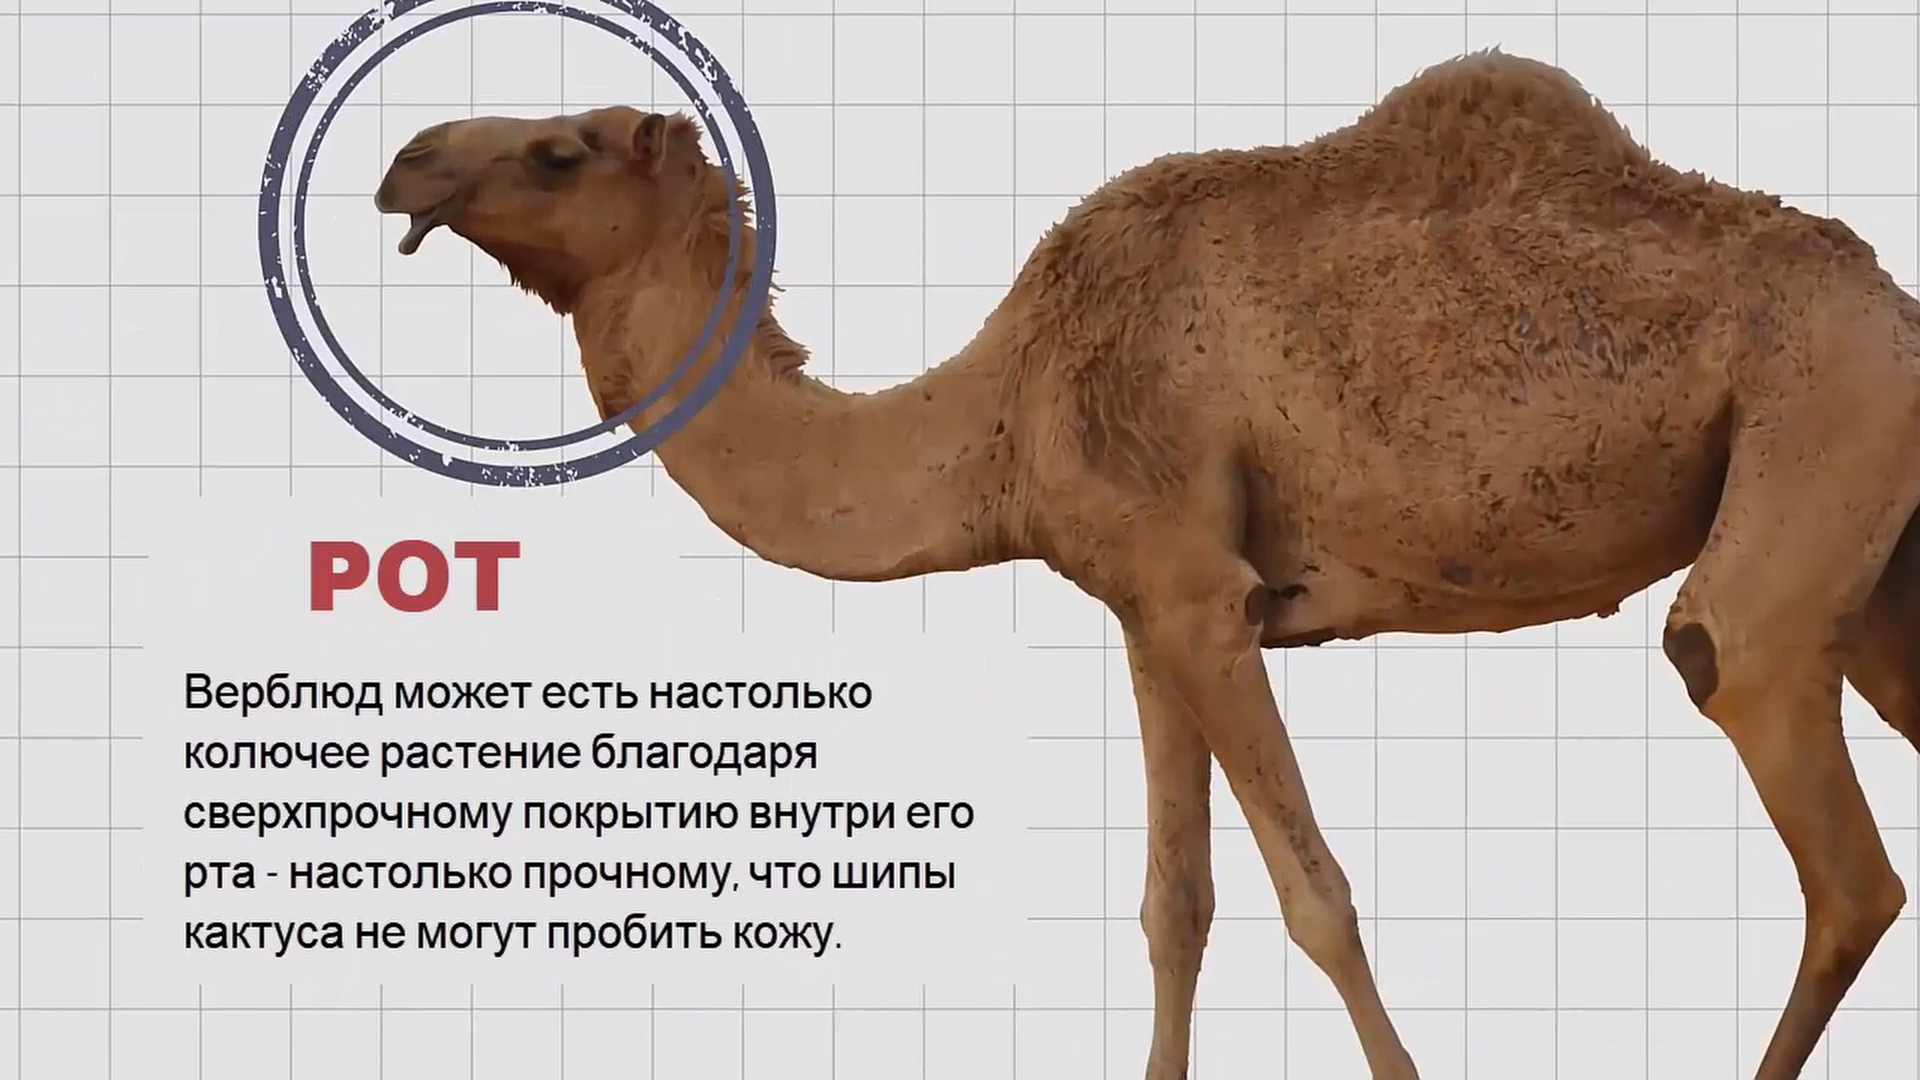 РОТ
Верблюд может есть настолько
колючее растение благодаря
сверхпрочному покрытию внутри его
рта - настолько прочному, что шипы
кактуса не могут пробить кожу.